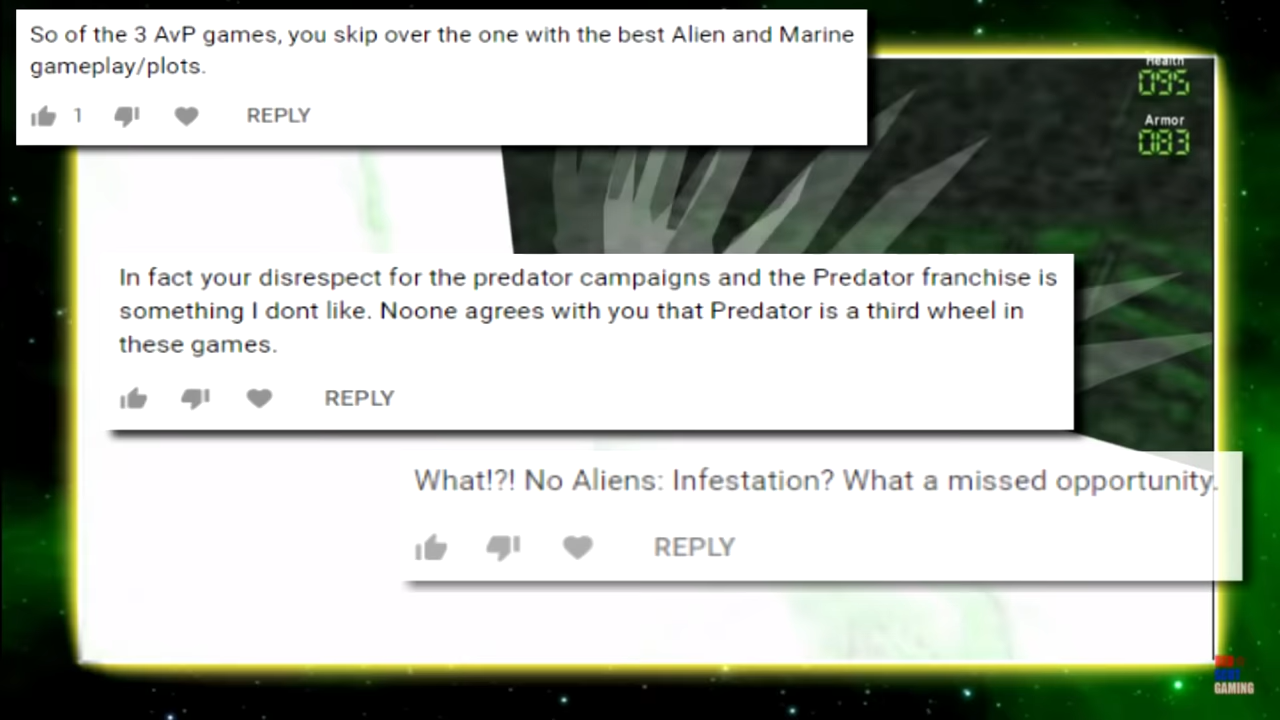 So of the 3 AvP games, you skip over the one with the best Alien and Marine
gameplay/plots.
1 REPLY
Health
095
Armor
083
In fact your disrespect for the predator campaigns and the Predator franchise is
something I dont like. Noone agrees with you that Predator is a third wheel in
these games.
REPLY
What!?! No Aliens: Infestation? What a missed opportunity.
REPLY
GAMING